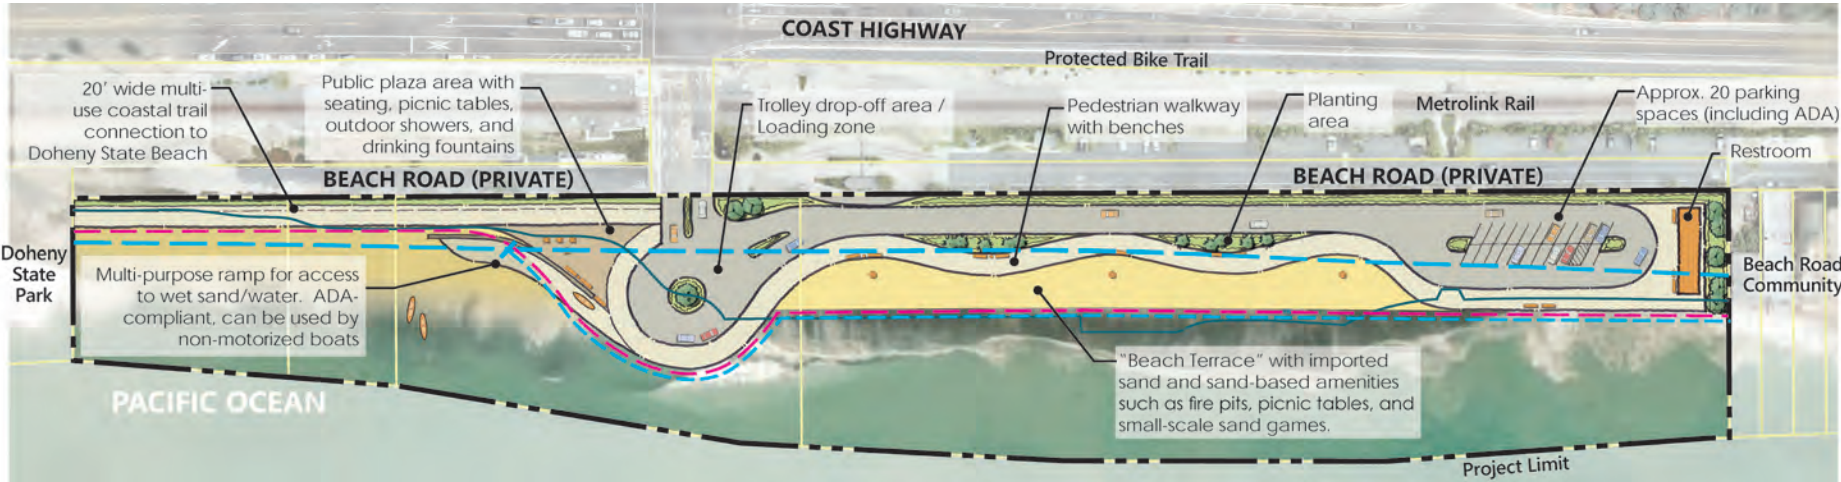 COAST HIGHWAY
Protected Bike Trail
20' wide multi-
use coastal trail
connection to
Doheny State Beach
Public plaza area with
seating, picnic tables,
outdoor showers, and
drinking fountains
Trolley drop-off area /
Loading zone
Pedestrian walkway
with benches
Planting
area
Metrolink Rail
Approx. 20 parking
spaces (including ADA)
Restroom
BEACH ROAD (PRIVATE)
BEACH ROAD (PRIVATE)
Doheny
State
Park
Multi-purpose ramp for access
to wet sand/water. ADA-
compliant, can be used by
non-motorized boats
Beach Road
Community
"Beach Terrace" with imported
sand and sand-based amenities
such as fire pits, picnic tables, and
small-scale sand games.
PACIFIC OCEAN
Project Limit